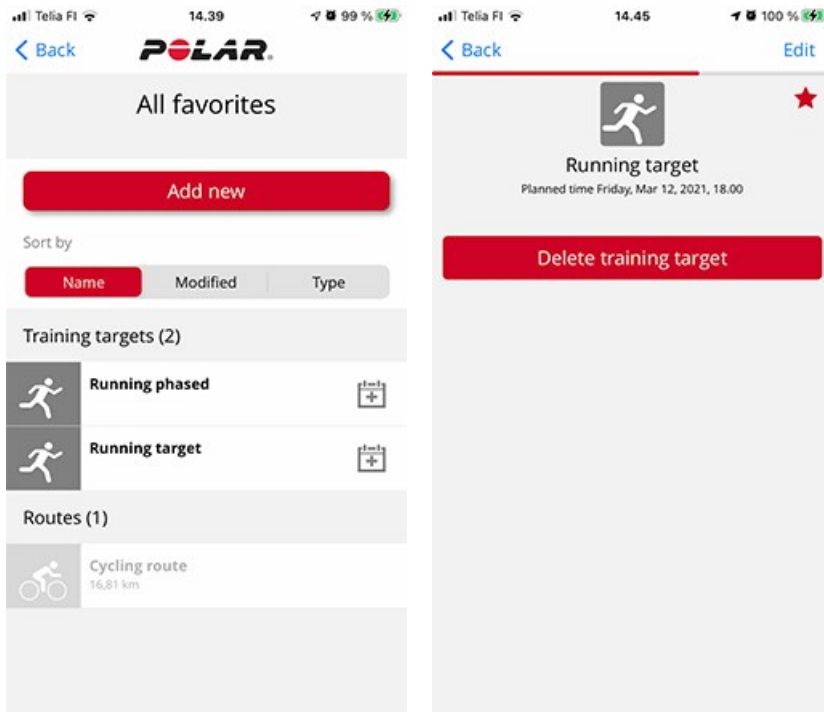 Telia FI 14.39 99 %
Back POLAR
All favorites
Add new
Sort by
Name Modified Type
Training targets (2)
Running phased
Running target
Routes (1)
Cycling route
16,81 km
Telia FI 14.45 100 %
Back Edit
Running target
Planned time Friday, Mar 12, 2021, 18.00
Delete training target